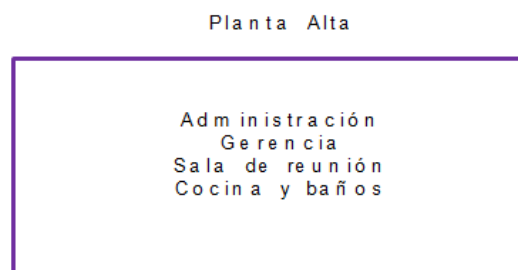 Planta Alta
Administración
Gerencia
Sala de reunión
Cocina y baños